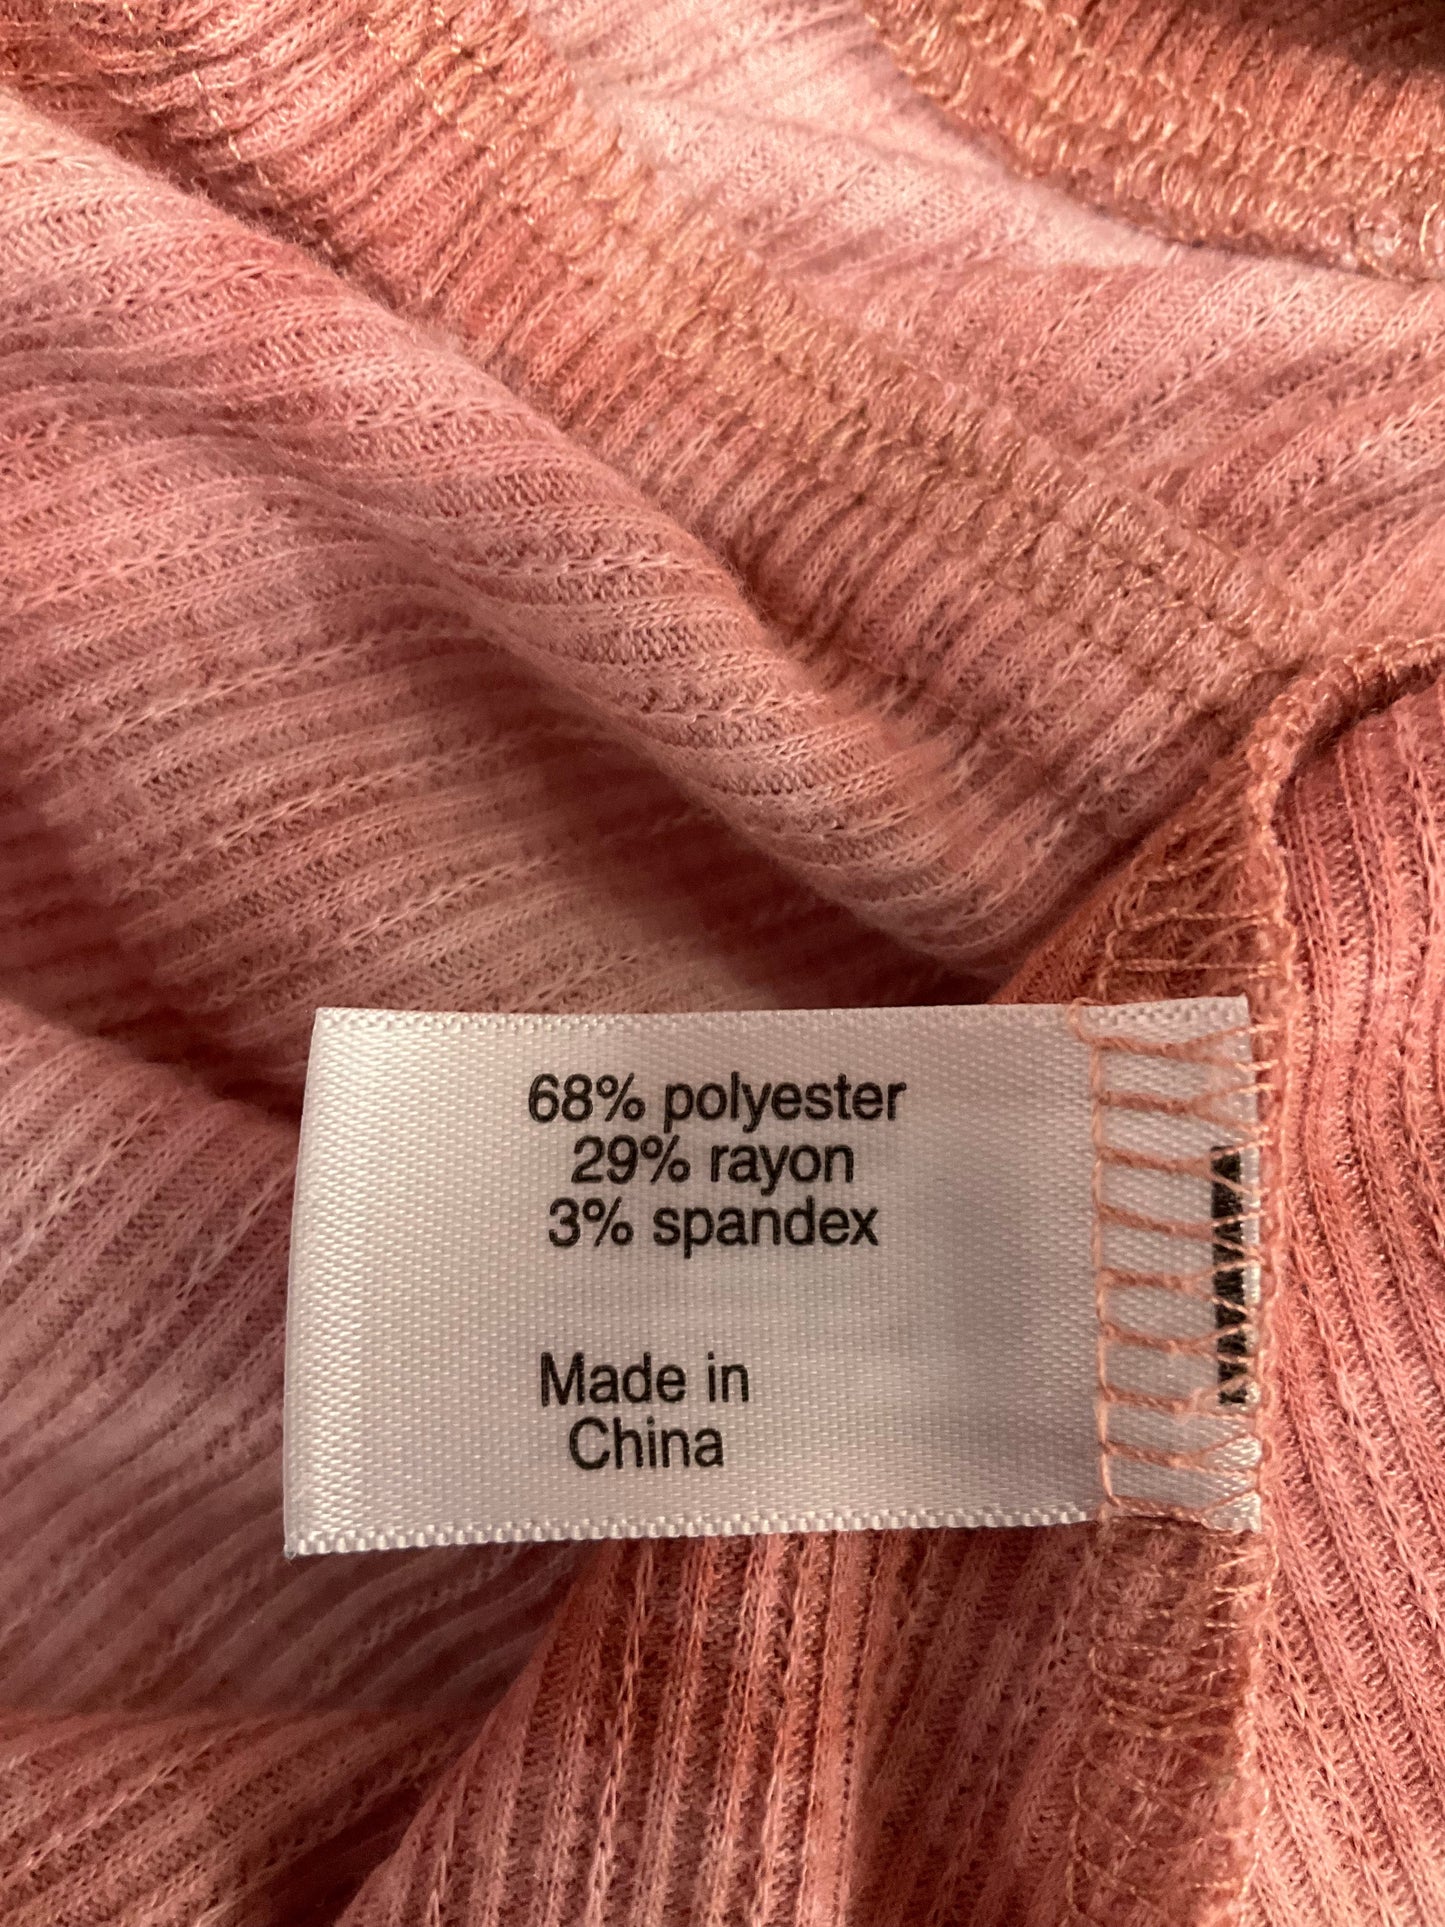 68% polyester
29% rayon
3% spandex
Made in
China